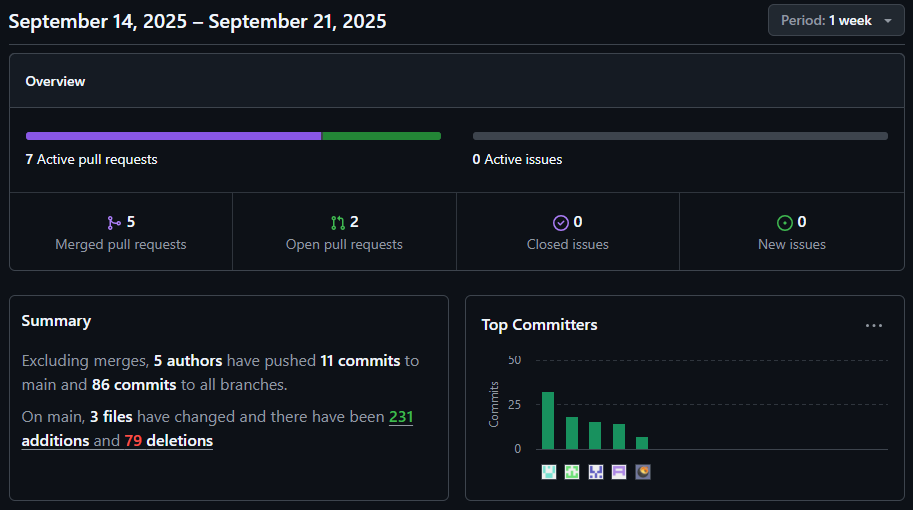 September 14, 2025 – September 21, 2025
Period: 1 week
Overview
7 Active pull requests
0 Active issues
5
Merged pull requests
2
Open pull requests
0
Closed issues
0
New issues
Summary
Excluding merges, 5 authors have pushed 11 commits to
main and 86 commits to all branches.
On main, 3 files have changed and there have been 231
additions and 79 deletions
Top Committers
50
25
0
Commits